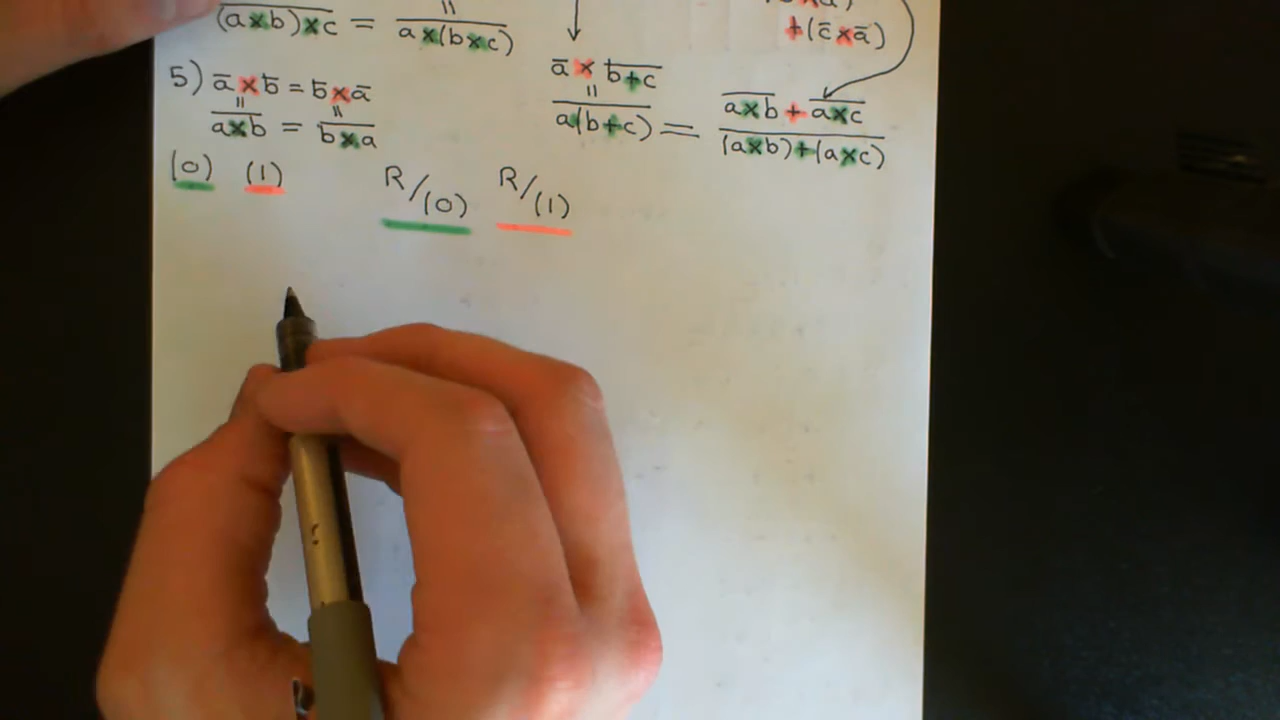 (a×b)×c = a×(b×c)
+(c̄×ā)
5) ā×b̄ = b̄×ā
a×b = b×a
ā × b+c
a(b+c) =
a×b + a×c
(a×b)+(a×c)
(0) (1)
R/(0) R/(1)